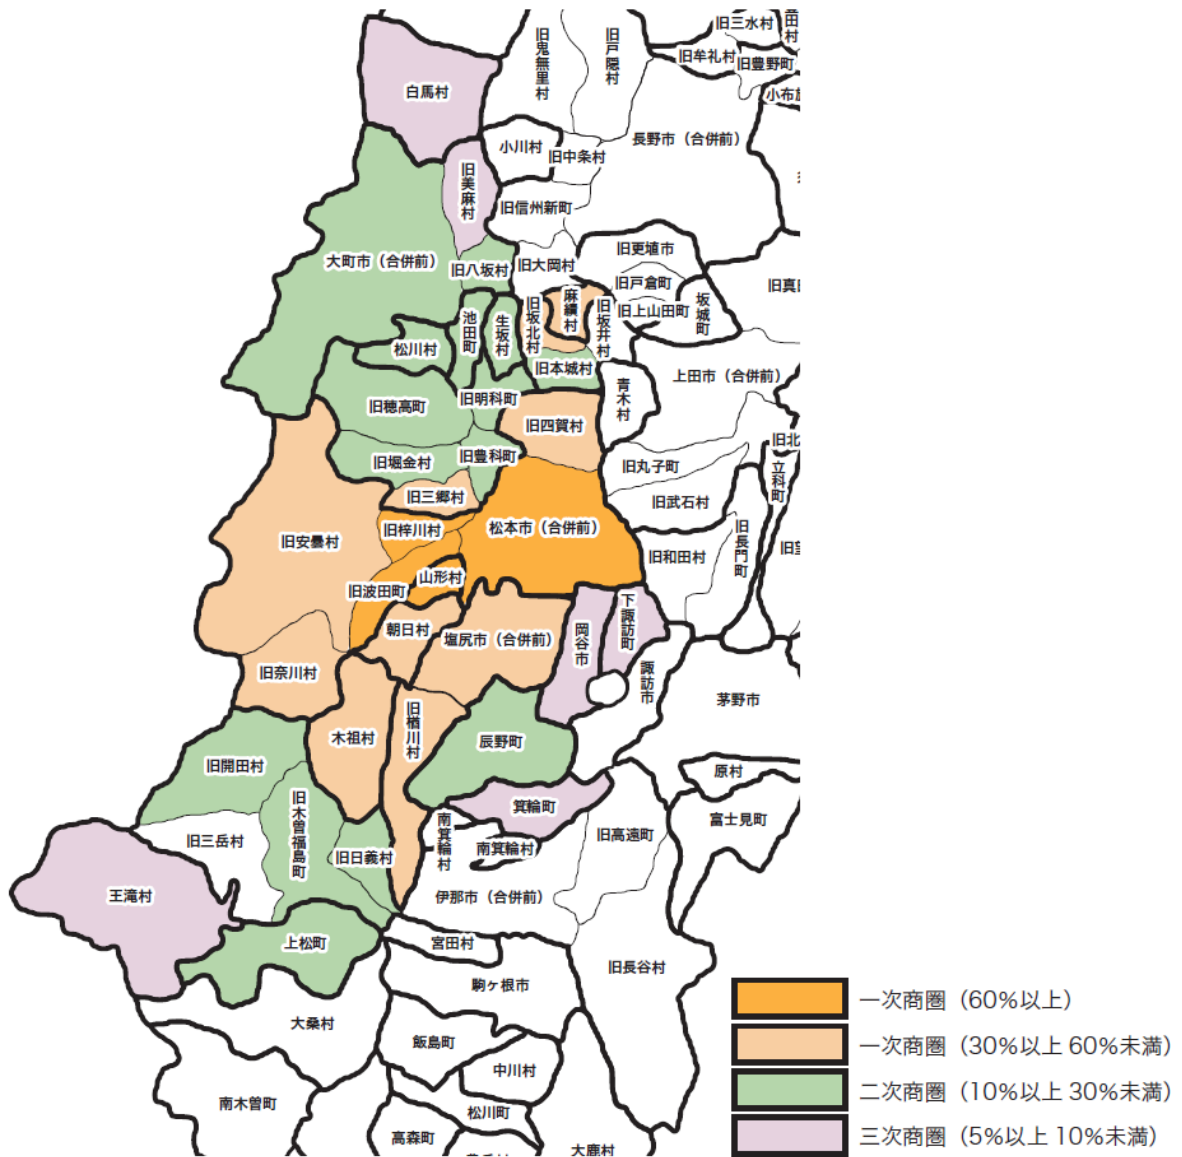 旧三水村
旧鬼無里村
旧戸隠村
旧牟礼村
旧豊野町
白馬村
長野市（合併前）
小川村
旧中条村
旧美麻村
旧信州新町
旧更埴市
大町市（合併前）
旧八坂村
旧大岡村
旧戸倉町
麻績村
旧坂北村
旧坂井村
旧上山田町
坂城町
池田町
生坂村
松川村
旧本城村
上田市（合併前）
青木村
旧穂高町
旧明科町
旧四賀村
旧堀金村
旧豊科町
旧丸子町
立科町
旧三郷村
旧武石村
旧梓川村
松本市（合併前）
旧長門町
旧安曇村
旧和田村
山形村
旧波田町
下諏訪町
朝日村
塩尻市（合併前）
岡谷市
諏訪市
旧奈川村
茅野市
旧楢川村
木祖村
辰野町
旧開田村
原村
旧木曽福島町
箕輪町
富士見町
旧三岳村
南箕輪村
旧高遠町
南箕輪村
旧日義村
王滝村
伊那市（合併前）
上松町
宮田村
旧長谷村
駒ヶ根市
一次商圏（60%以上）
大桑村
飯島町
一次商圏（30%以上 60%未満）
中川村
二次商圏（10%以上 30%未満）
南木曽町
松川町
高森町
三次商圏（5%以上 10%未満）
大鹿村